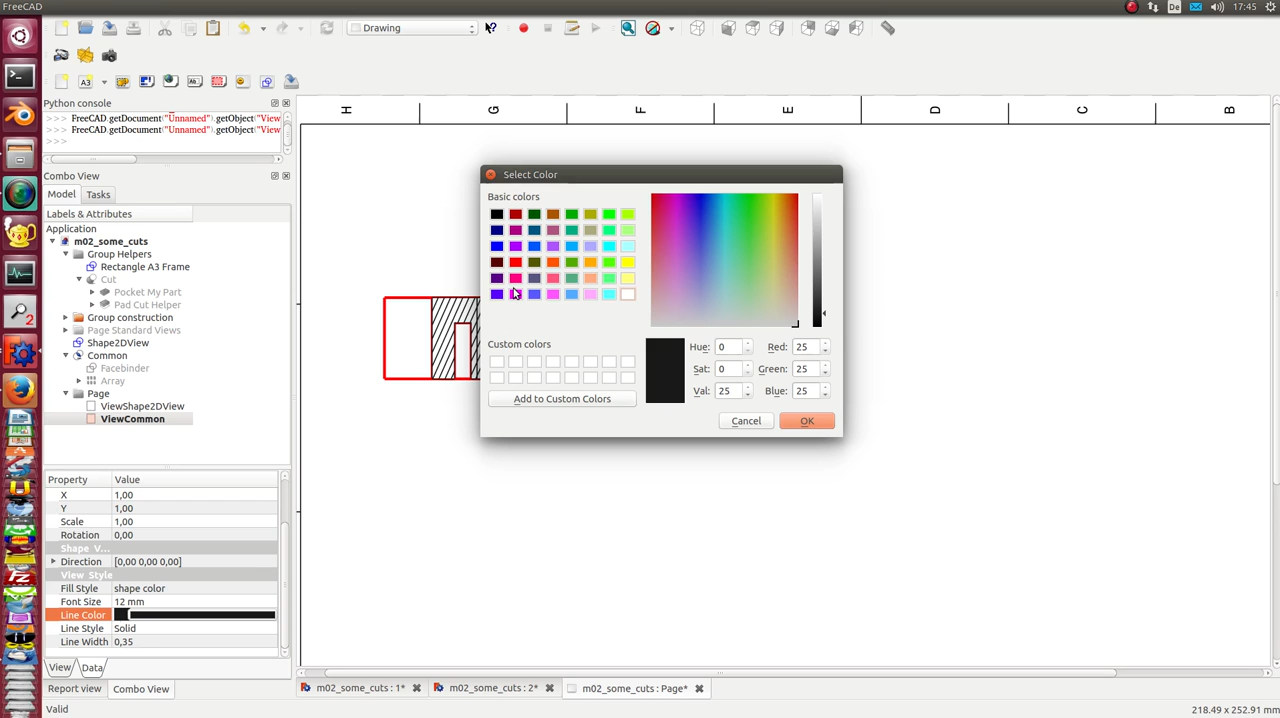 FreeCAD
De
17:45
Drawing
A3
Python console
>>> FreeCAD.getDocument("Unnamed").getObject("View
>>> FreeCAD.getDocument("Unnamed").getObject("View
>>>
Combo View
Model
Tasks
Labels & Attributes
Application
m02_some_cuts
Group Helpers
Rectangle A3 Frame
Cut
Pocket My Part
Pad Cut Helper
Group construction
Page Standard Views
Shape2DView
Common
Facebinder
Array
Page
ViewShape2DView
ViewCommon
Property Value
X 1,00
Y 1,00
Scale 1,00
Rotation 0,00
Shape V...
Direction [0,00 0,00 0,00]
View Style
Fill Style shape color
Font Size 12 mm
Line Color
Line Style Solid
Line Width 0,35
View
Data
Report view
Combo View
Valid
H G F E D C B
Select Color
Basic colors
Custom colors
Add to Custom Colors
Hue: 0 Red: 25
Sat: 0 Green: 25
Val: 25 Blue: 25
Cancel
OK
m02_some_cuts : 1*
m02_some_cuts : 2*
m02_some_cuts : Page*
218.49 x 252.91 mm